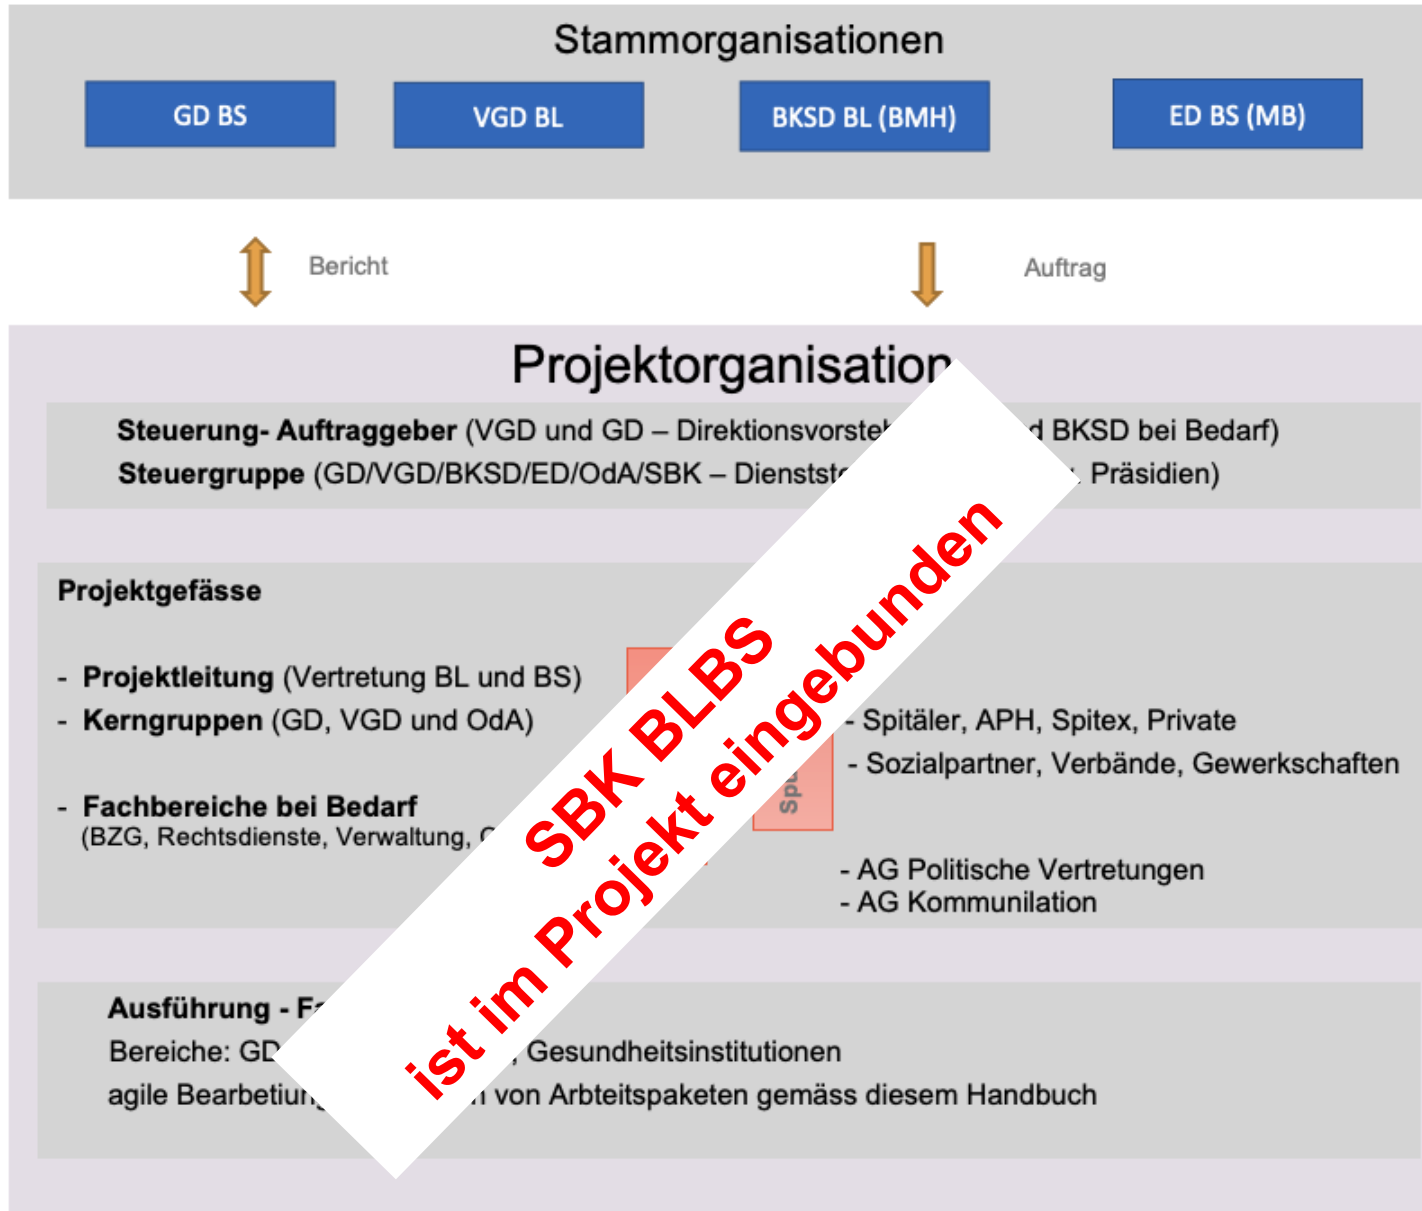 Stammorganisationen
GD BS
VGD BL
BKSD BL (BMH)
ED BS (MB)
Bericht
Auftrag
Projektorganisation
Steuerung- Auftraggeber (VGD und GD – BKSD bei Bedarf)
Steuergruppe (GD/VGD/BKSD/ED/OdA/SBK – Präsidien)
Projektgefässe
- Projektleitung (Vertretung BL und BS)
- Kerngruppen (GD, VGD und OdA)
- Fachbereiche bei Bedarf
(BZG, Rechtsdienste, Verwaltung,
- Spitäler, APH, Spitex, Private
- Sozialpartner, Verbände, Gewerkschaften
- AG Politische Vertretungen
- AG Kommunilation
Ausführung -
Bereiche: GD , Gesundheitsinstitutionen
agile von Arbteitspaketen gemäss diesem Handbuch
SBK BLBS
ist im Projekt eingebunden